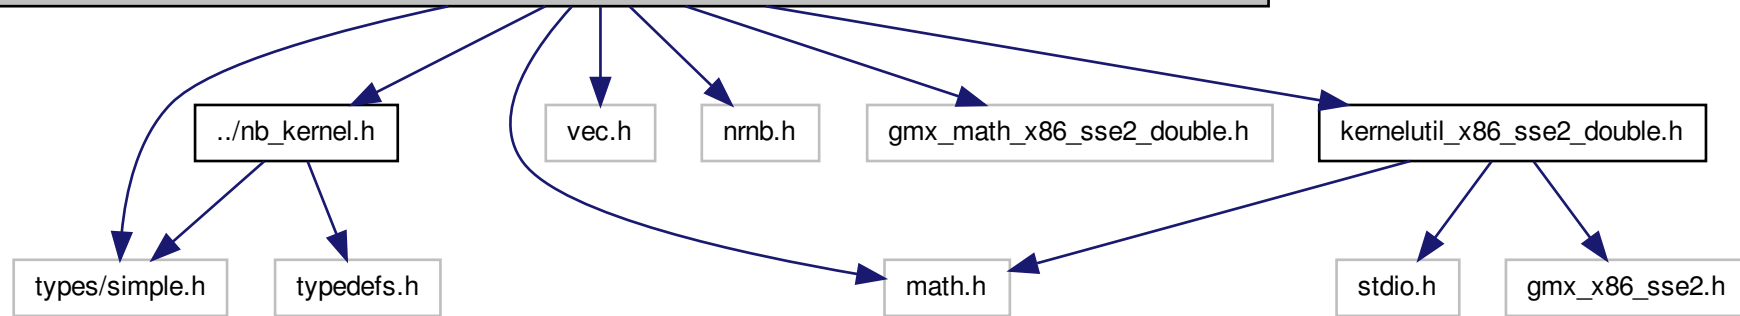 ../nb_kernel.h
vec.h
nrnb.h
gmx_math_x86_sse2_double.h
kernelutil_x86_sse2_double.h
types/simple.h
typedefs.h
math.h
stdio.h
gmx_x86_sse2.h